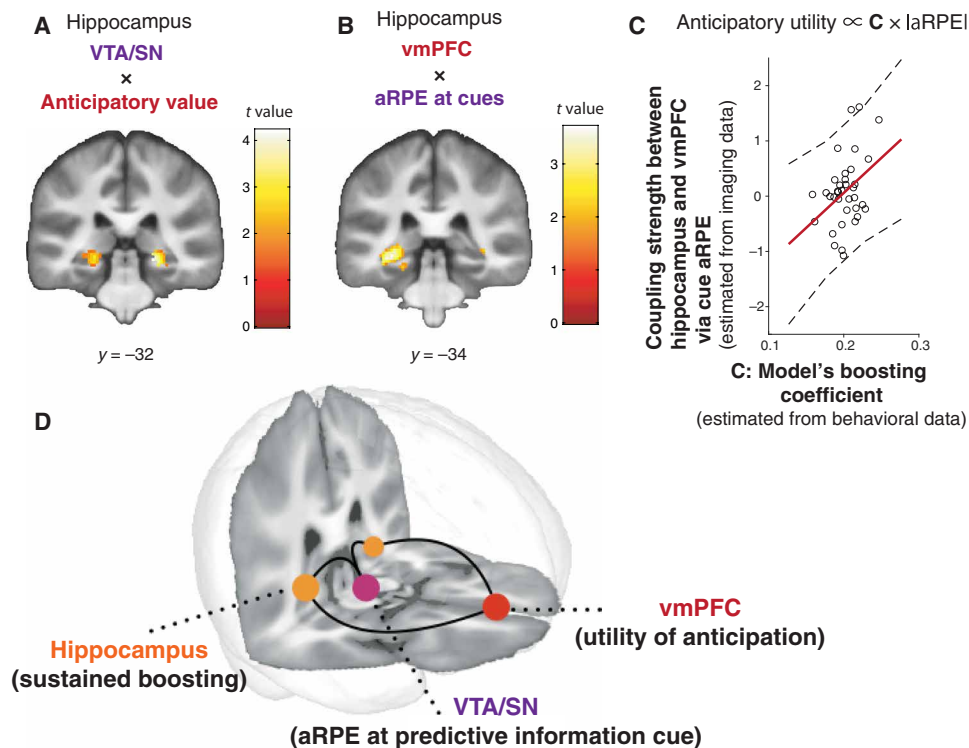 A
Hippocampus
VTA/SN
×
Anticipatory value
t value
4
3
2
1
0
y = –32
B
Hippocampus
vmPFC
×
aRPE at cues
t value
3
2
1
0
y = –34
C
Anticipatory utility ∝ C × |aRPE|
Coupling strength between
hippocampus and vmPFC
via cue aRPE
(estimated from imaging data)
2
1
0
–1
–2
0.1
0.2
0.3
C: Model's boosting
coefficient
(estimated from behavioral data)
D
Hippocampus
(sustained boosting)
vmPFC
(utility of anticipation)
VTA/SN
(aRPE at predictive information cue)